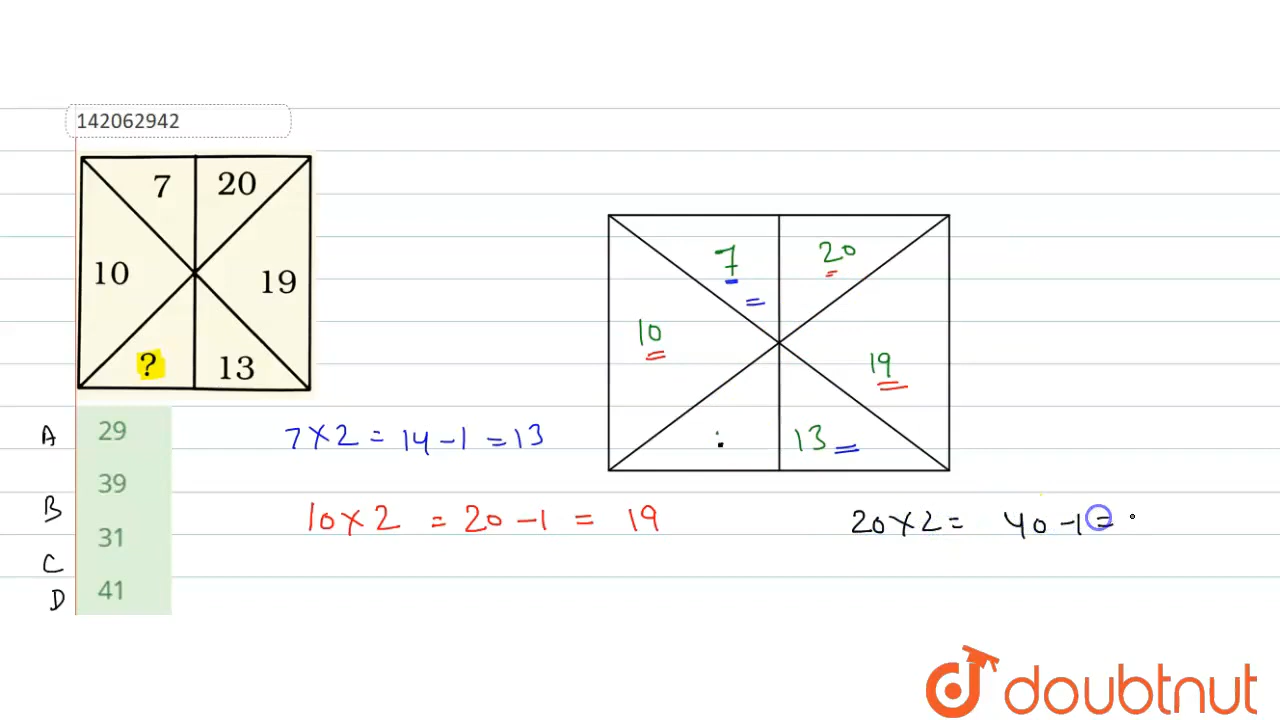 142062942
7 20
10 19
? 13
7 20
10
19
13
A 29
B 39
C 31
D 41
7 × 2 = 14 - 1 = 13
10 × 2 = 20 - 1 = 19
20 × 2 = 40 - 1 =
doubtnut